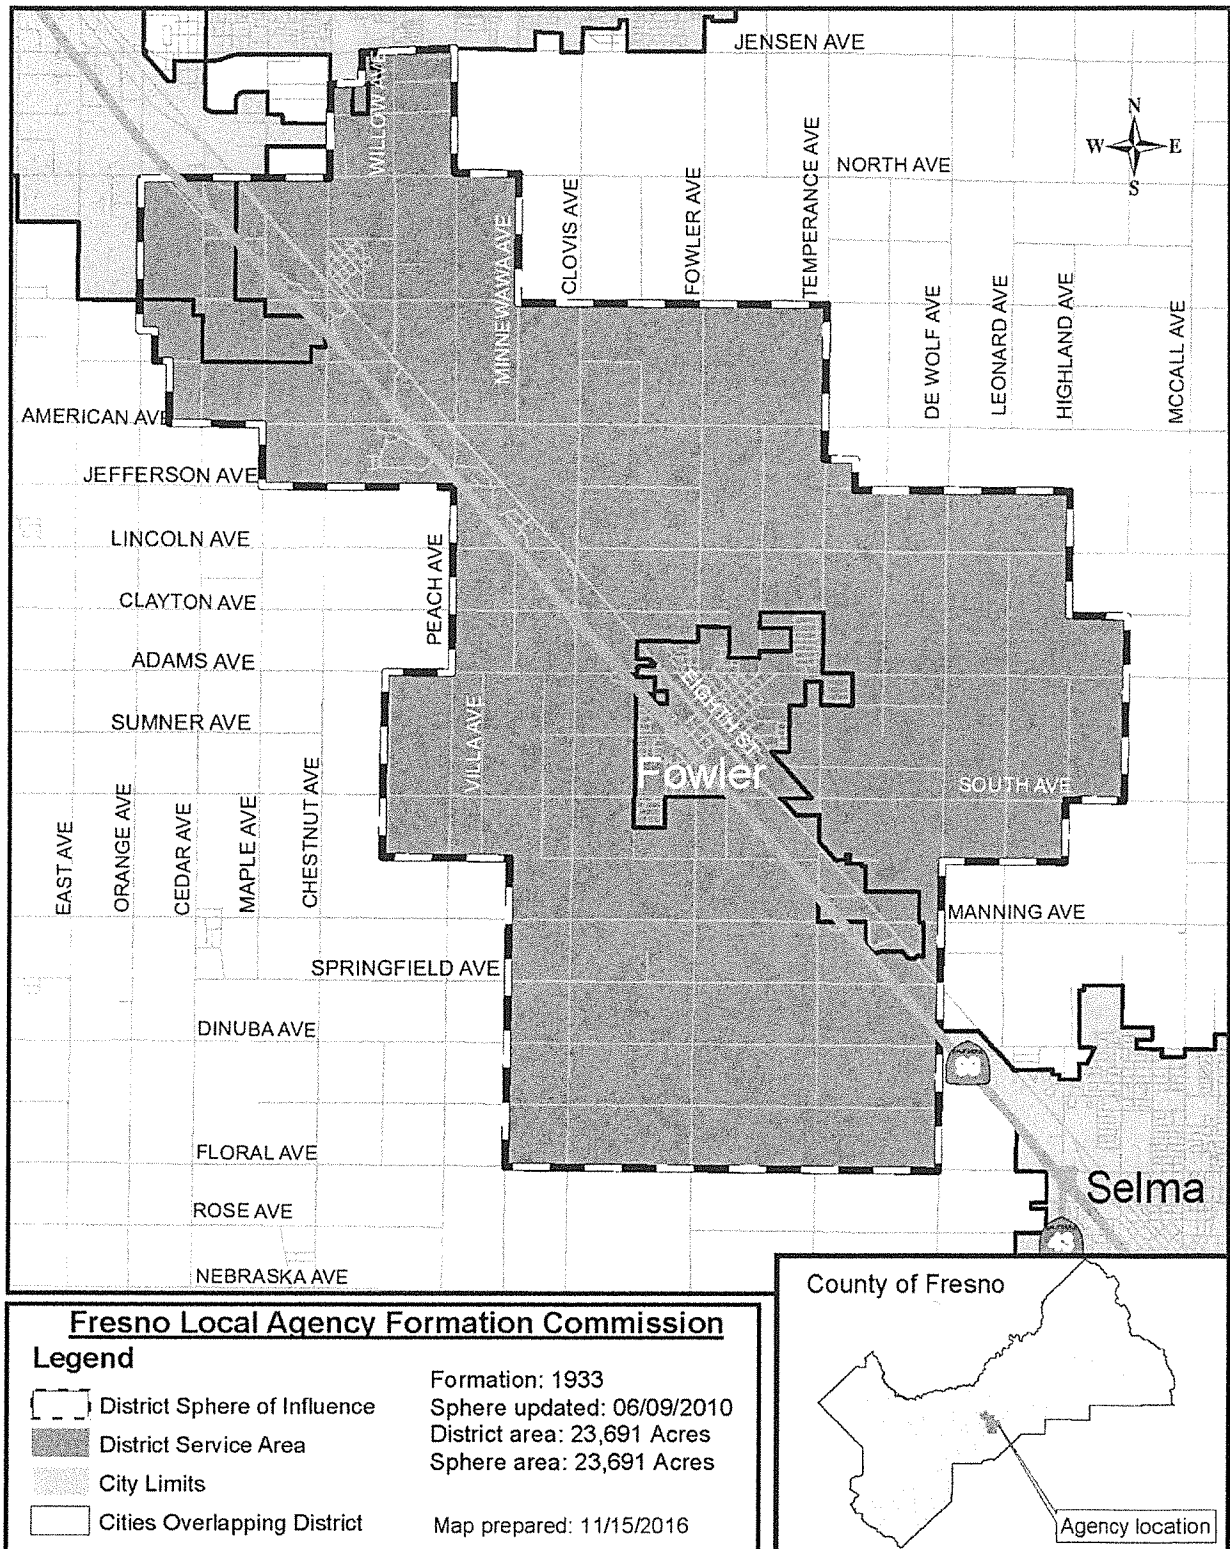 JENSEN AVE
N
W E
S
WILLOW AVE
NORTH AVE
MINNEWAWA AVE
CLOVIS AVE
FOWLER AVE
TEMPERANCE AVE
DE WOLF AVE
LEONARD AVE
HIGHLAND AVE
MCCALL AVE
AMERICAN AVE
JEFFERSON AVE
LINCOLN AVE
PEACH AVE
CLAYTON AVE
ADAMS AVE
EIGHTH ST
SUMNER AVE
VILLA AVE
Fowler
SOUTH AVE
EAST AVE
ORANGE AVE
CEDAR AVE
MAPLE AVE
CHESTNUT AVE
MANNING AVE
SPRINGFIELD AVE
DINUBA AVE
FLORAL AVE
Selma
ROSE AVE
NEBRASKA AVE
County of Fresno
Agency location
Fresno Local Agency Formation Commission
Legend
District Sphere of Influence
District Service Area
City Limits
Cities Overlapping District
Formation: 1933
Sphere updated: 06/09/2010
District area: 23,691 Acres
Sphere area: 23,691 Acres
Map prepared: 11/15/2016